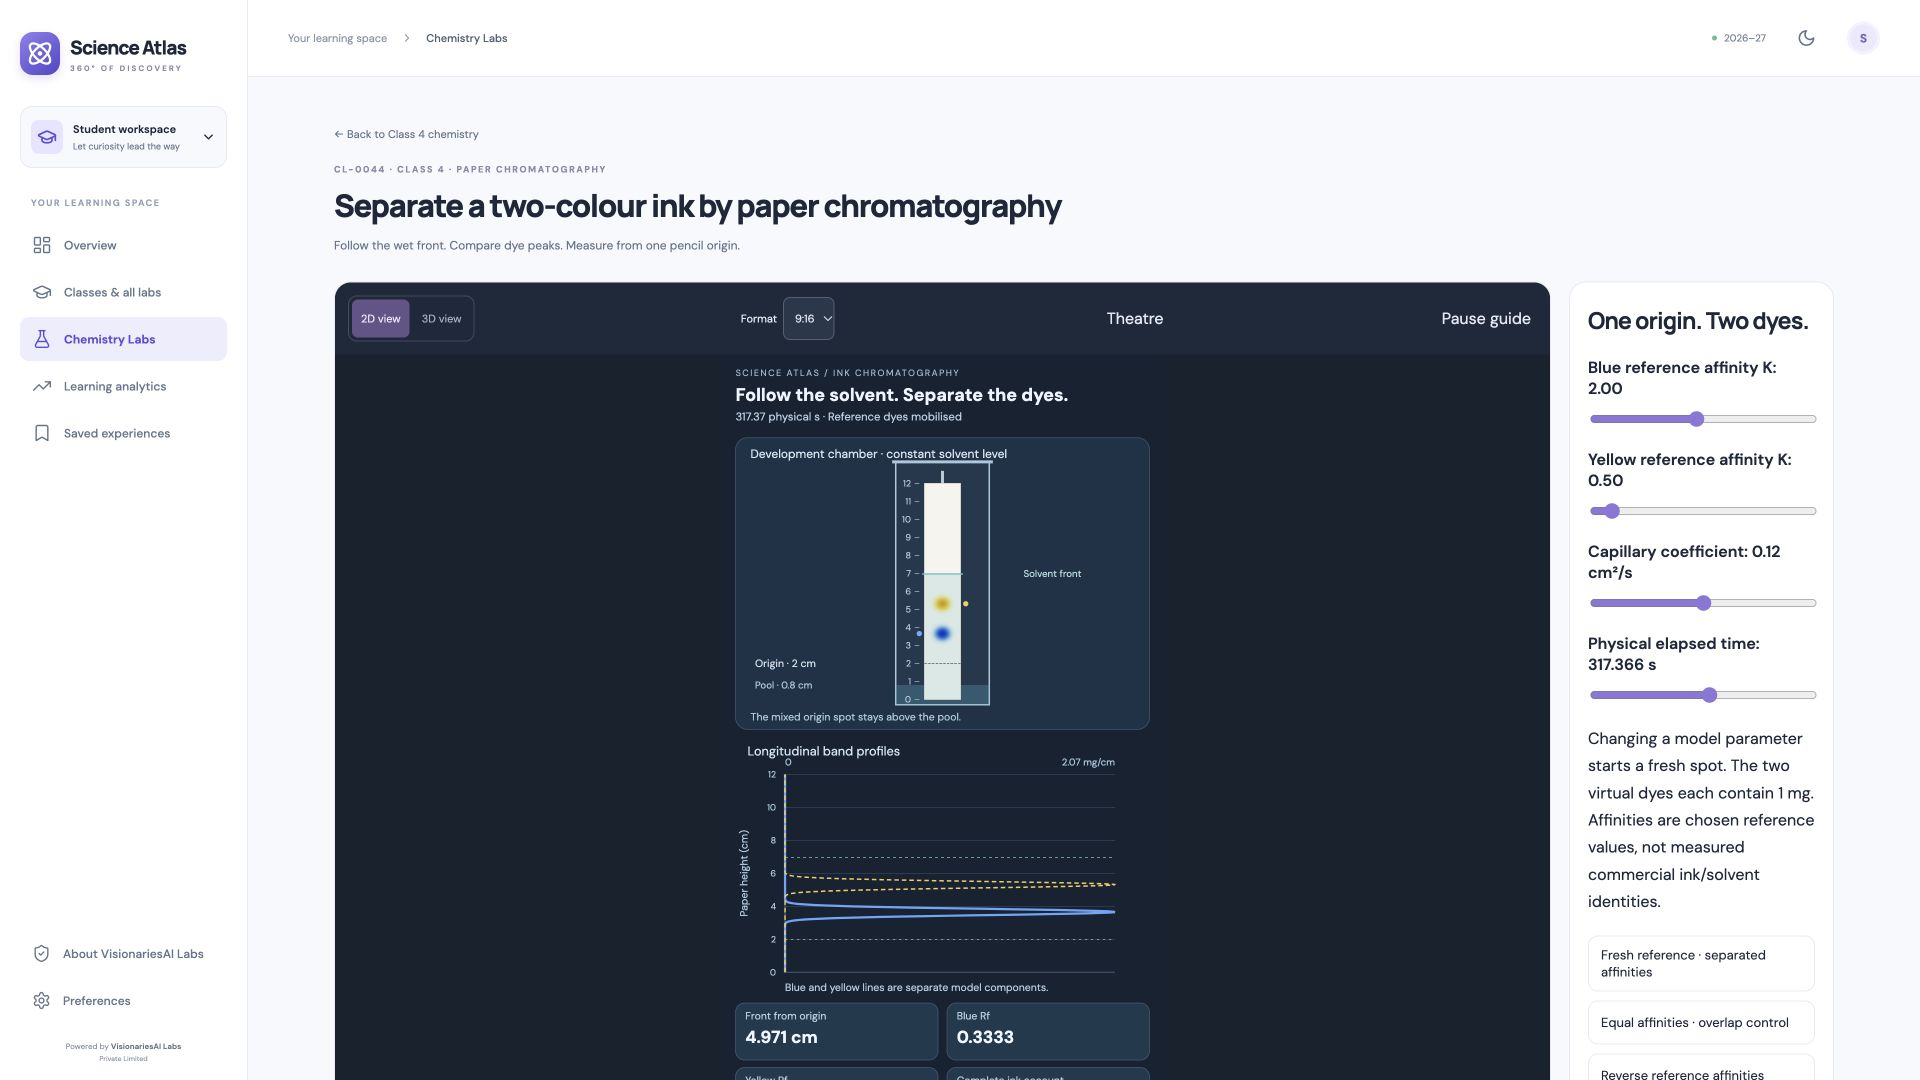 Science Atlas
360° OF DISCOVERY
Student workspace
Let curiosity lead the way
YOUR LEARNING SPACE
Overview
Classes & all labs
Chemistry Labs
Learning analytics
Saved experiences
About VisionariesAI Labs
Preferences
Powered by VisionariesAI Labs
Private Limited
Your learning space > Chemistry Labs
2026–27
S
← Back to Class 4 chemistry
CL-0044 · CLASS 4 · PAPER CHROMATOGRAPHY
Separate a two-colour ink by paper chromatography
Follow the wet front. Compare dye peaks. Measure from one pencil origin.
2D view
3D view
Format
9:16
Theatre
Pause guide
SCIENCE ATLAS / INK CHROMATOGRAPHY
Follow the solvent. Separate the dyes.
317.37 physical s · Reference dyes mobilised
Development chamber · constant solvent level
12
11
10
9
8
7
6
5
4
3
2
1
0
Solvent front
Origin · 2 cm
Pool · 0.8 cm
The mixed origin spot stays above the pool.
Longitudinal band profiles
0
2.07 mg/cm
12
10
8
6
4
2
0
Paper height (cm)
Blue and yellow lines are separate model components.
Front from origin
4.971 cm
Blue Rf
0.3333
Yellow Rf
Complete ink account
One origin. Two dyes.
Blue reference affinity K:
2.00
Yellow reference affinity K:
0.50
Capillary coefficient: 0.12
cm²/s
Physical elapsed time:
317.366 s
Changing a model parameter
starts a fresh spot. The two
virtual dyes each contain 1 mg.
Affinities are chosen reference
values, not measured
commercial ink/solvent
identities.
Fresh reference · separated
affinities
Equal affinities · overlap control
Reverse reference affinities